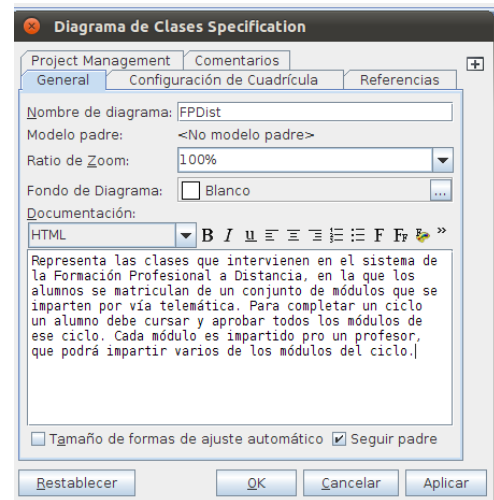 Diagrama de Clases Specification
Project Management Comentarios
General Configuración de Cuadrícula Referencias
Nombre de diagrama: FPDist
Modelo padre: <No modelo padre>
Ratio de Zoom: 100%
Fondo de Diagrama: Blanco ...
Documentación:
HTML B I u F FF »
Representa las clases que intervienen en el sistema de
la Formación Profesional a Distancia, en la que los
alumnos se matriculan de un conjunto de módulos que se
imparten por vía telemática. Para completar un ciclo
un alumno debe cursar y aprobar todos los módulos de
ese ciclo. Cada módulo es impartido pro un profesor,
que podrá impartir varios de los módulos del ciclo.
Tamaño de formas de ajuste automático Seguir padre
Restablecer OK Cancelar Aplicar